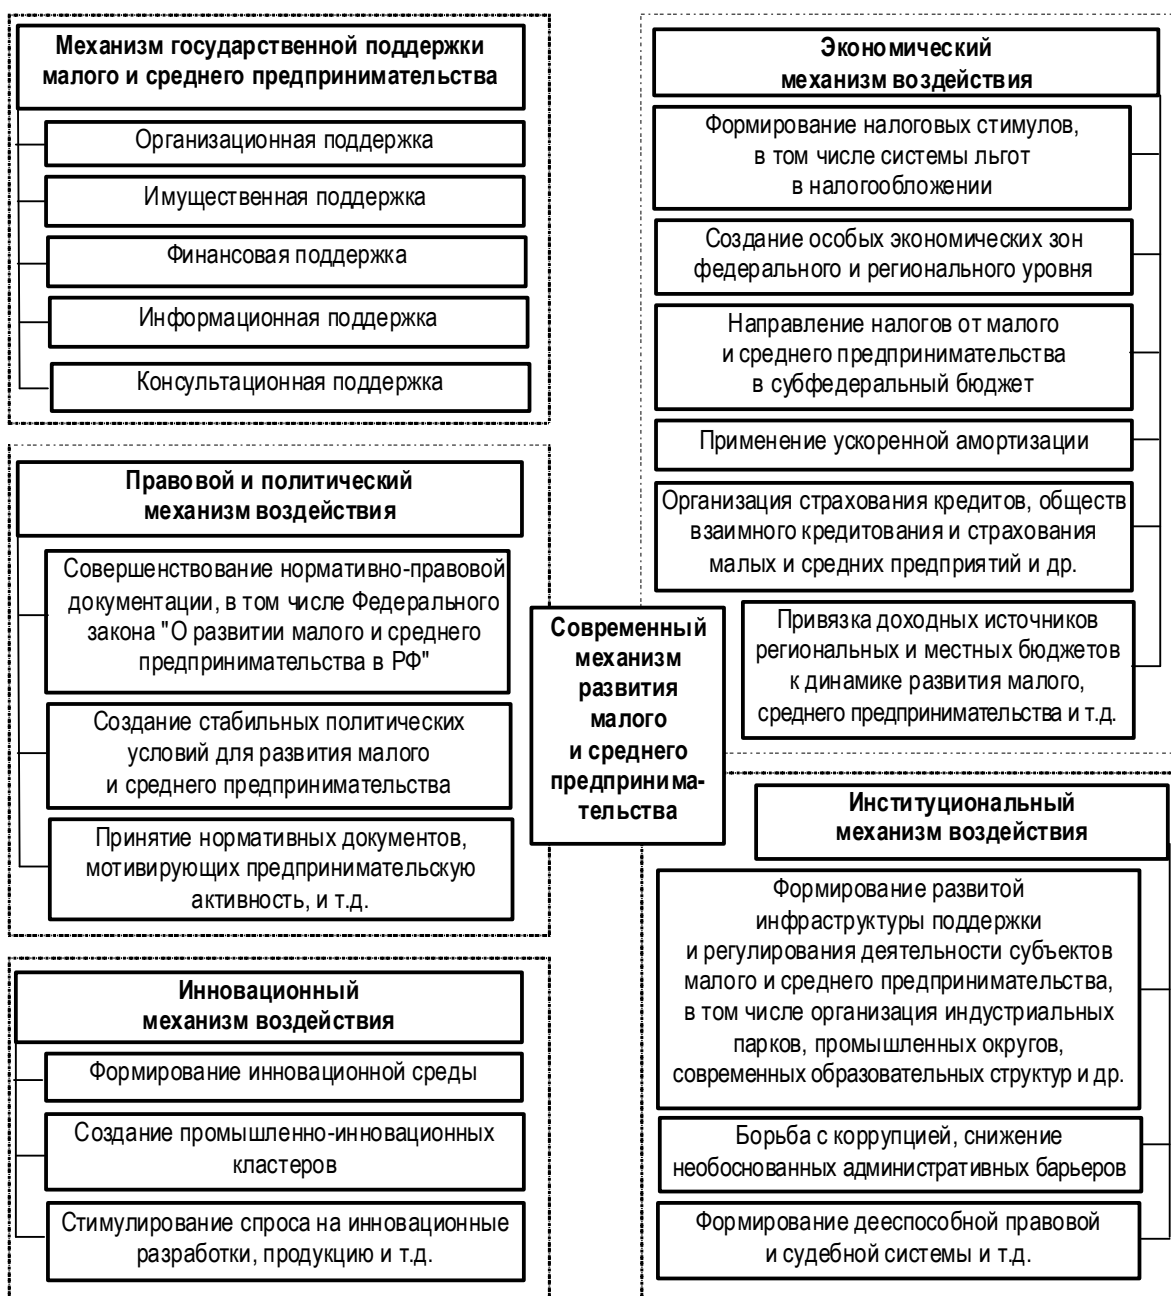 Механизм государственной поддержки
малого и среднего предпринимательства
Организационная поддержка
Имущественная поддержка
Финансовая поддержка
Информационная поддержка
Консультационная поддержка
Правовой и политический
механизм воздействия
Совершенствование нормативно-правовой
документации, в том числе Федерального
закона "О развитии малого и среднего
предпринимательства в РФ"
Создание стабильных политических
условий для развития малого
и среднего предпринимательства
Принятие нормативных документов,
мотивирующих предпринимательскую
активность, и т.д.
Инновационный
механизм воздействия
Формирование инновационной среды
Создание промышленно-инновационных
кластеров
Стимулирование спроса на инновационные
разработки, продукцию и т.д.
Современный
механизм
развития
малого
и среднего
предпринима-
тельства
Экономический
механизм воздействия
Формирование налоговых стимулов,
в том числе системы льгот
в налогообложении
Создание особых экономических зон
федерального и регионального уровня
Направление налогов от малого
и среднего предпринимательства
в субфедеральный бюджет
Применение ускоренной амортизации
Организация страхования кредитов, обществ
взаимного кредитования и страхования
малых и средних предприятий и др.
Привязка доходных источников
региональных и местных бюджетов
к динамике развития малого,
среднего предпринимательства и т.д.
Институциональный
механизм воздействия
Формирование развитой
инфраструктуры поддержки
и регулирования деятельности субъектов
малого и среднего предпринимательства,
в том числе организация индустриальных
парков, промышленных округов,
современных образовательных структур и др.
Борьба с коррупцией, снижение
необоснованных административных барьеров
Формирование дееспособной правовой
и судебной системы и т.д.